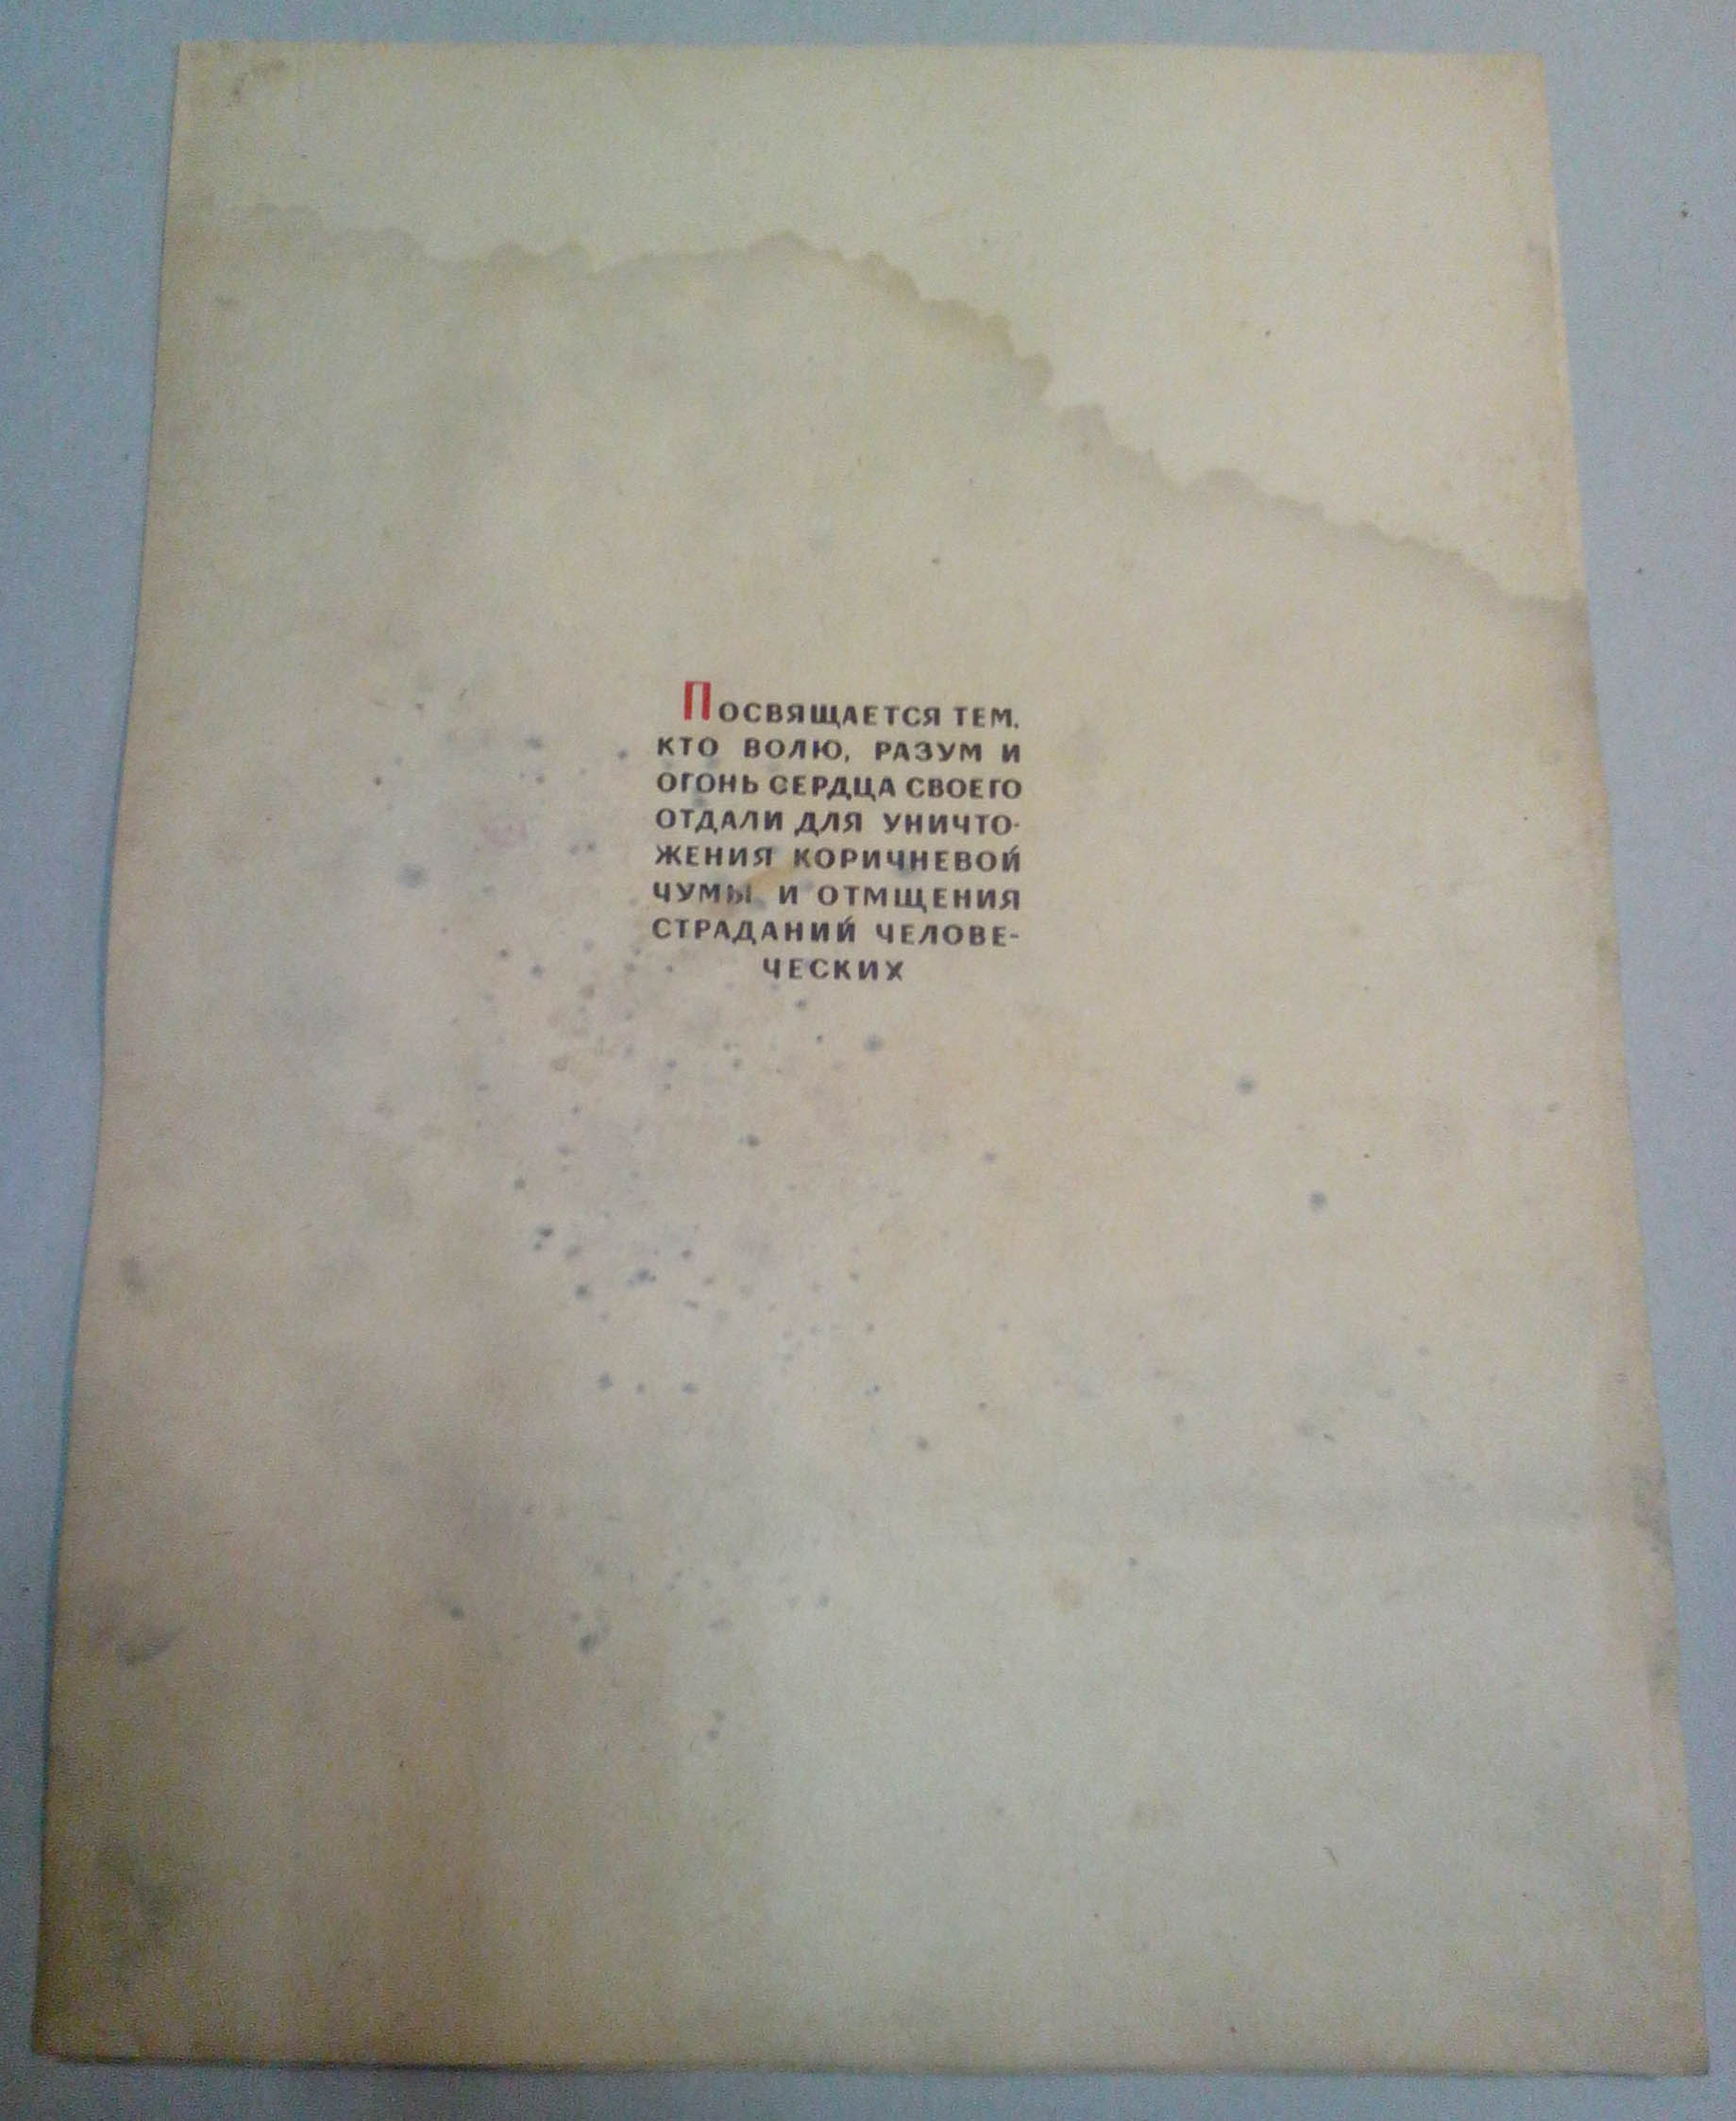 Посвящается тем,
кто волю, разум и
огонь сердца своего
отдали для уничто-
жения коричневой
чумы и отмщения
страданий челове-
ческих